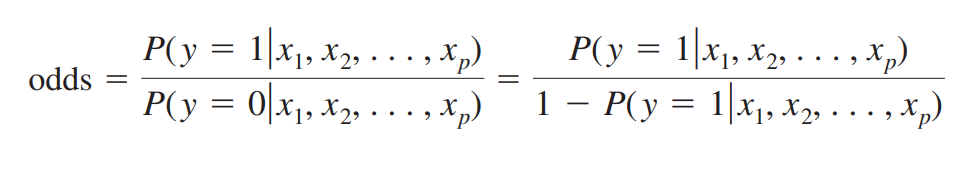 odds = P(y = 1|x₁, x₂, . . . , xₚ) / P(y = 0|x₁, x₂, . . . , xₚ) = P(y = 1|x₁, x₂, . . . , xₚ) / 1 − P(y = 1|x₁, x₂, . . . , xₚ)